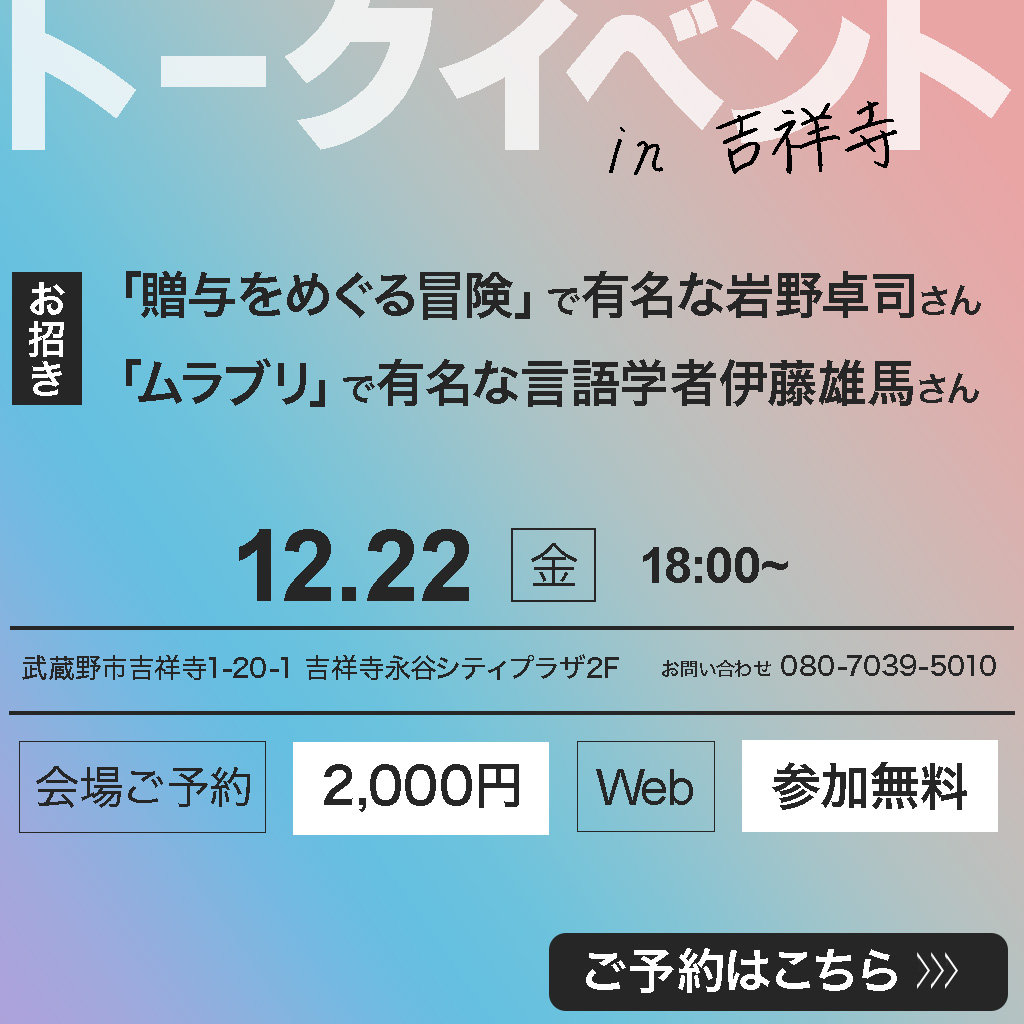 トークイベント
in 吉祥寺
お招き
「贈与をめぐる冒険」で有名な岩野卓司さん
「ムラブリ」で有名な言語学者伊藤雄馬さん
12.22 金 18:00~
武蔵野市吉祥寺1-20-1 吉祥寺永谷シティプラザ2F お問い合わせ 080-7039-5010
会場ご予約 2,000円 Web 参加無料
ご予約はこちら 》〉